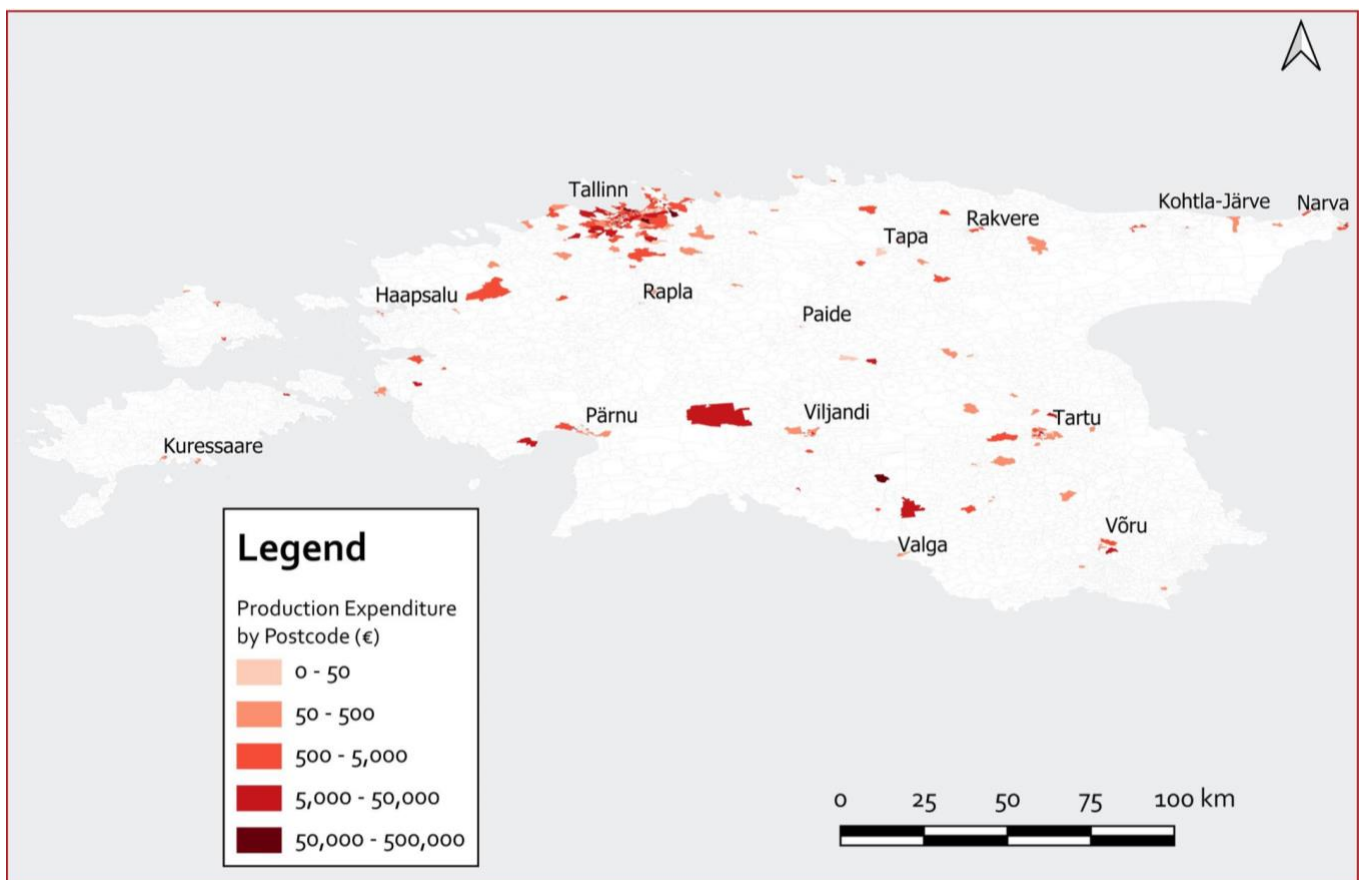 Tallinn
Kohtla-Järve
Narva
Rakvere
Tapa
Haapsalu
Rapla
Paide
Pärnu
Viljandi
Tartu
Kuressaare
Võru
Valga
Legend
Production Expenditure
by Postcode (€)
0 - 50
50 - 500
500 - 5,000
5,000 - 50,000
50,000 - 500,000
0 25 50 75 100 km